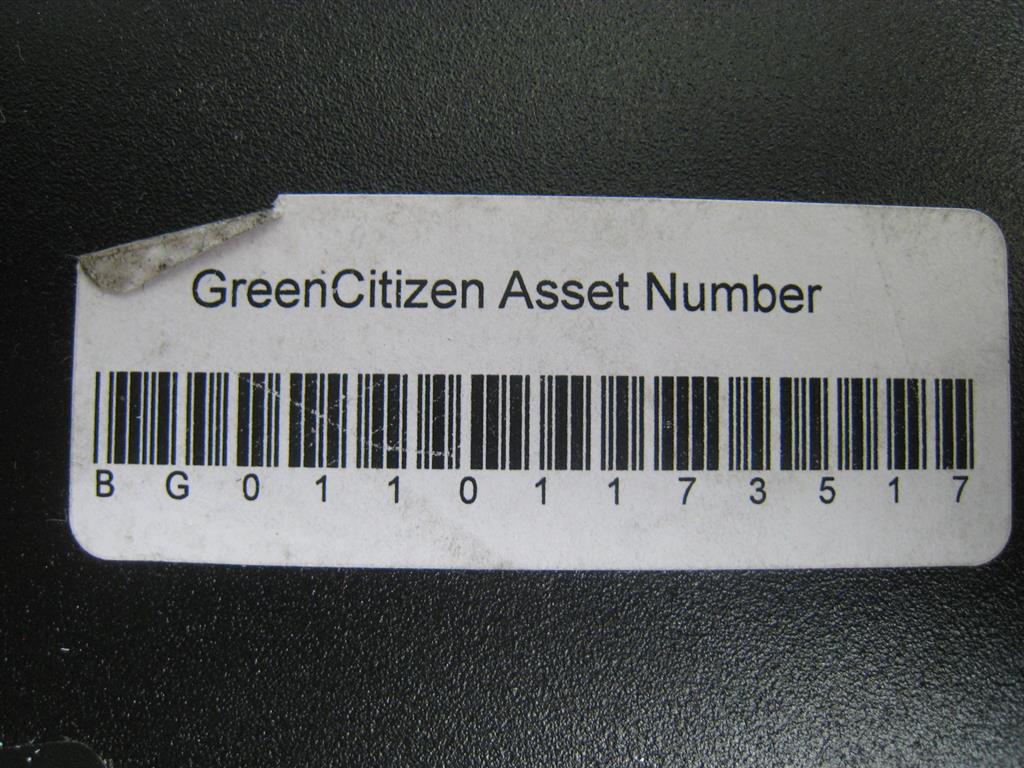 GreenCitizen Asset Number
B G 0 1 1 0 1 1 7 3 5 1 7